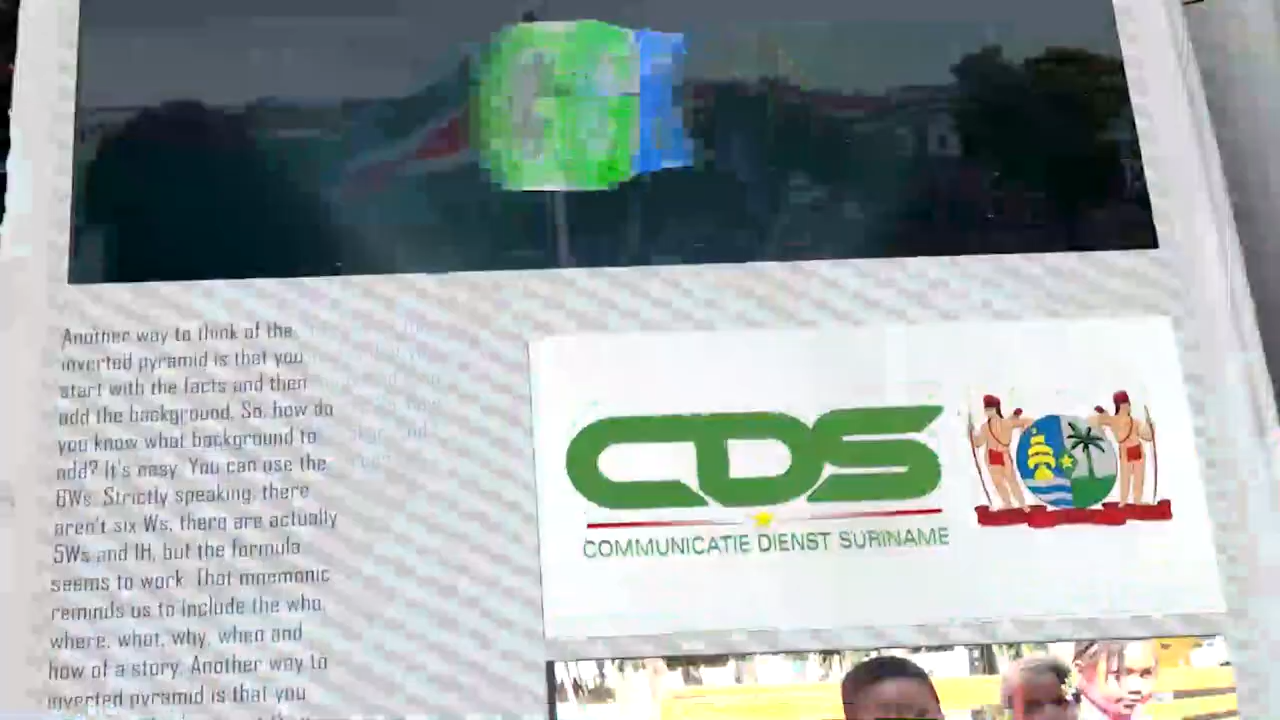 Another way to think of the
inverted pyramid is that you
start with the facts and then
add the background. So, how do
you know what background to
add? It's easy. You can use the
6Ws. Strictly speaking, there
aren't six Ws, there are actually
5Ws and 1H, but the formula
seems to work. That mnemonic
reminds us to include the who,
where, what, why, when and
how of a story. Another way to
inverted pyramid is that you
CDS
COMMUNICATIE DIENST SURINAME